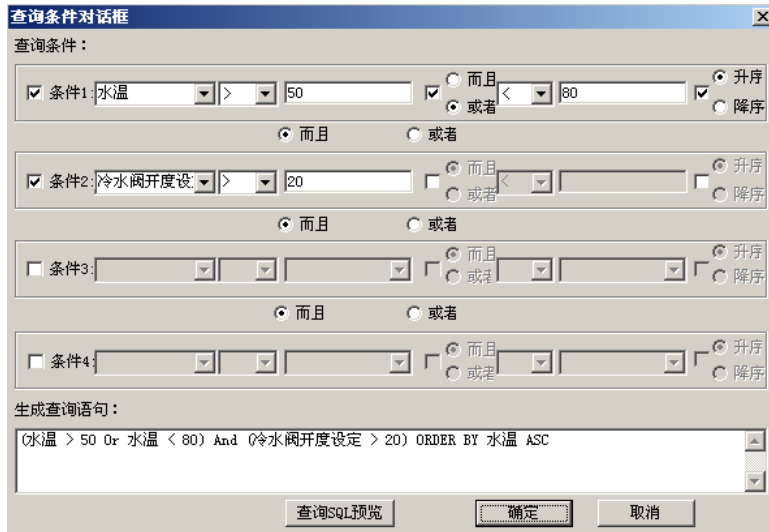 查询条件对话框
查询条件：
条件1: 水温 > 50 而且 或者 < 80 升序 降序
而且 或者
条件2: 冷水阀开度设 > 20 而且 或者 < 升序 降序
而且 或者
条件3: 而且 或者 升序 降序
而且 或者
条件4: 而且 或者 升序 降序
生成查询语句：
(水温 > 50 Or 水温 < 80) And (冷水阀开度设定 > 20) ORDER BY 水温 ASC
查询SQL预览 确定 取消